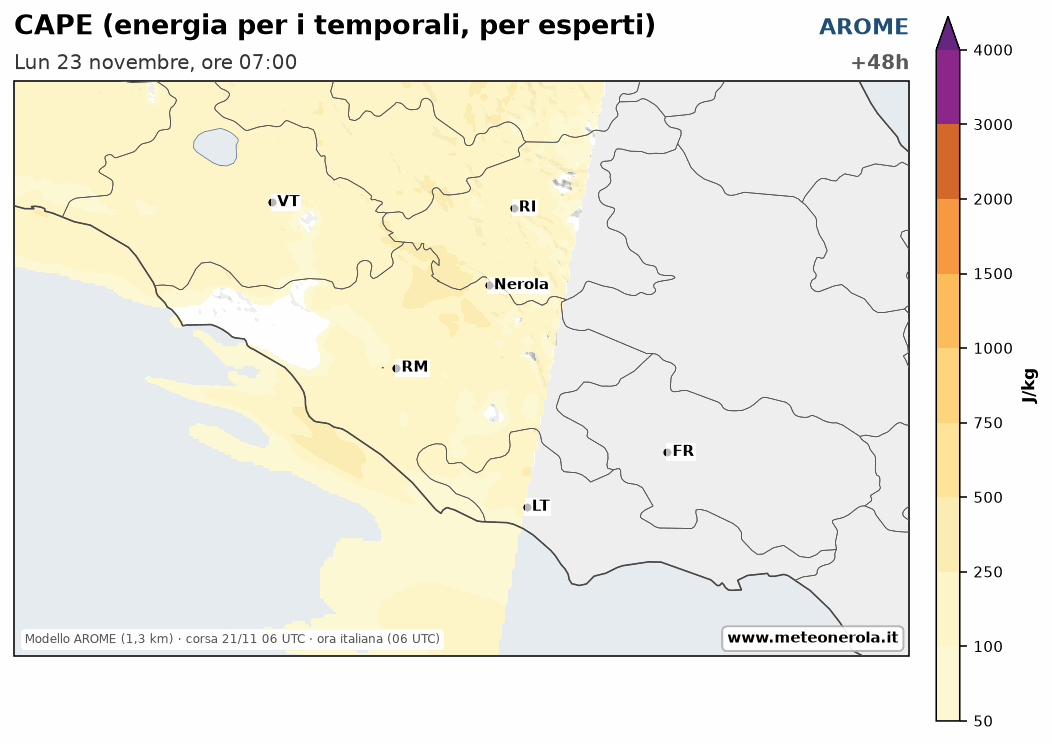 CAPE (energia per i temporali, per esperti)
AROME
Lun 23 novembre, ore 07:00
+48h
4000
3000
2000
1500
1000
750
500
250
100
50
J/kg
VT
RI
Nerola
RM
FR
LT
Modello AROME (1,3 km) · corsa 21/11 06 UTC · ora italiana (06 UTC)
www.meteonerola.it